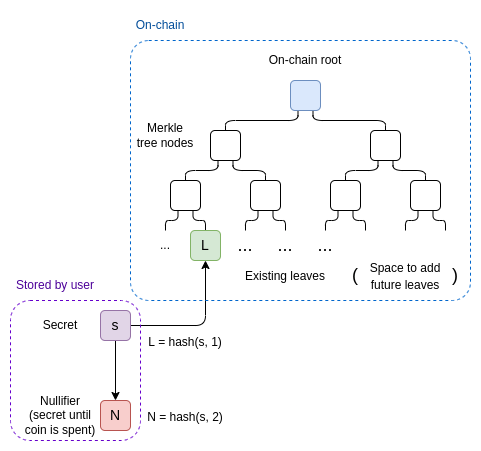 On-chain
On-chain root
Merkle
tree nodes
...
L
...
...
...
Existing leaves
( Space to add
future leaves )
Stored by user
Secret
s
L = hash(s, 1)
Nullifier
(secret until
coin is spent)
N
N = hash(s, 2)